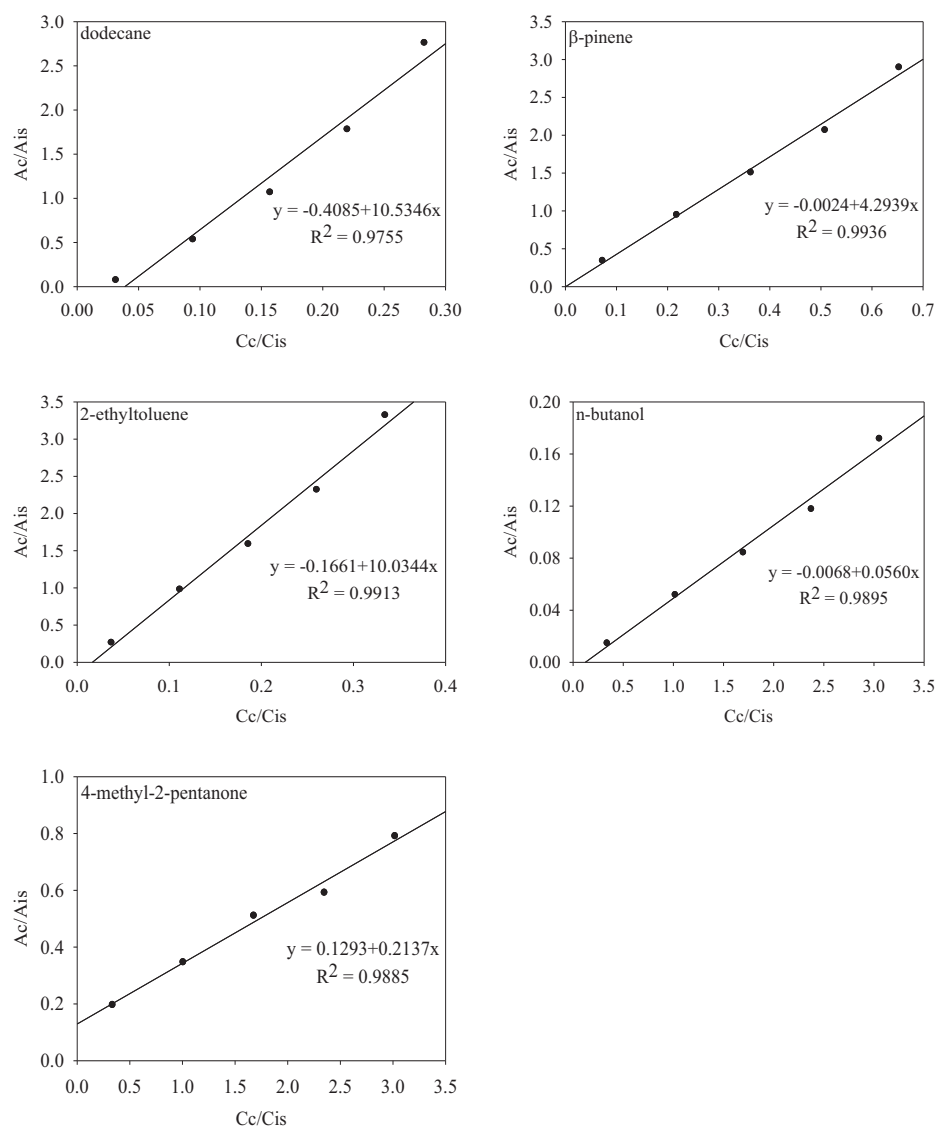 dodecane
Ac/Ais
3.0
2.5
2.0
1.5
1.0
0.5
0.0
y = -0.4085+10.5346x
R2 = 0.9755
0.00 0.05 0.10 0.15 0.20 0.25 0.30
Cc/Cis
β-pinene
Ac/Ais
3.5
3.0
2.5
2.0
1.5
1.0
0.5
0.0
y = -0.0024+4.2939x
R2 = 0.9936
0.0 0.1 0.2 0.3 0.4 0.5 0.6 0.7
Cc/Cis
2-ethyltoluene
Ac/Ais
3.5
3.0
2.5
2.0
1.5
1.0
0.5
0.0
y = -0.1661+10.0344x
R2 = 0.9913
0.0 0.1 0.2 0.3 0.4
Cc/Cis
n-butanol
Ac/Ais
0.20
0.16
0.12
0.08
0.04
0.00
y = -0.0068+0.0560x
R2 = 0.9895
0.0 0.5 1.0 1.5 2.0 2.5 3.0 3.5
Cc/Cis
4-methyl-2-pentanone
Ac/Ais
1.0
0.8
0.6
0.4
0.2
0.0
y = 0.1293+0.2137x
R2 = 0.9885
0.0 0.5 1.0 1.5 2.0 2.5 3.0 3.5
Cc/Cis